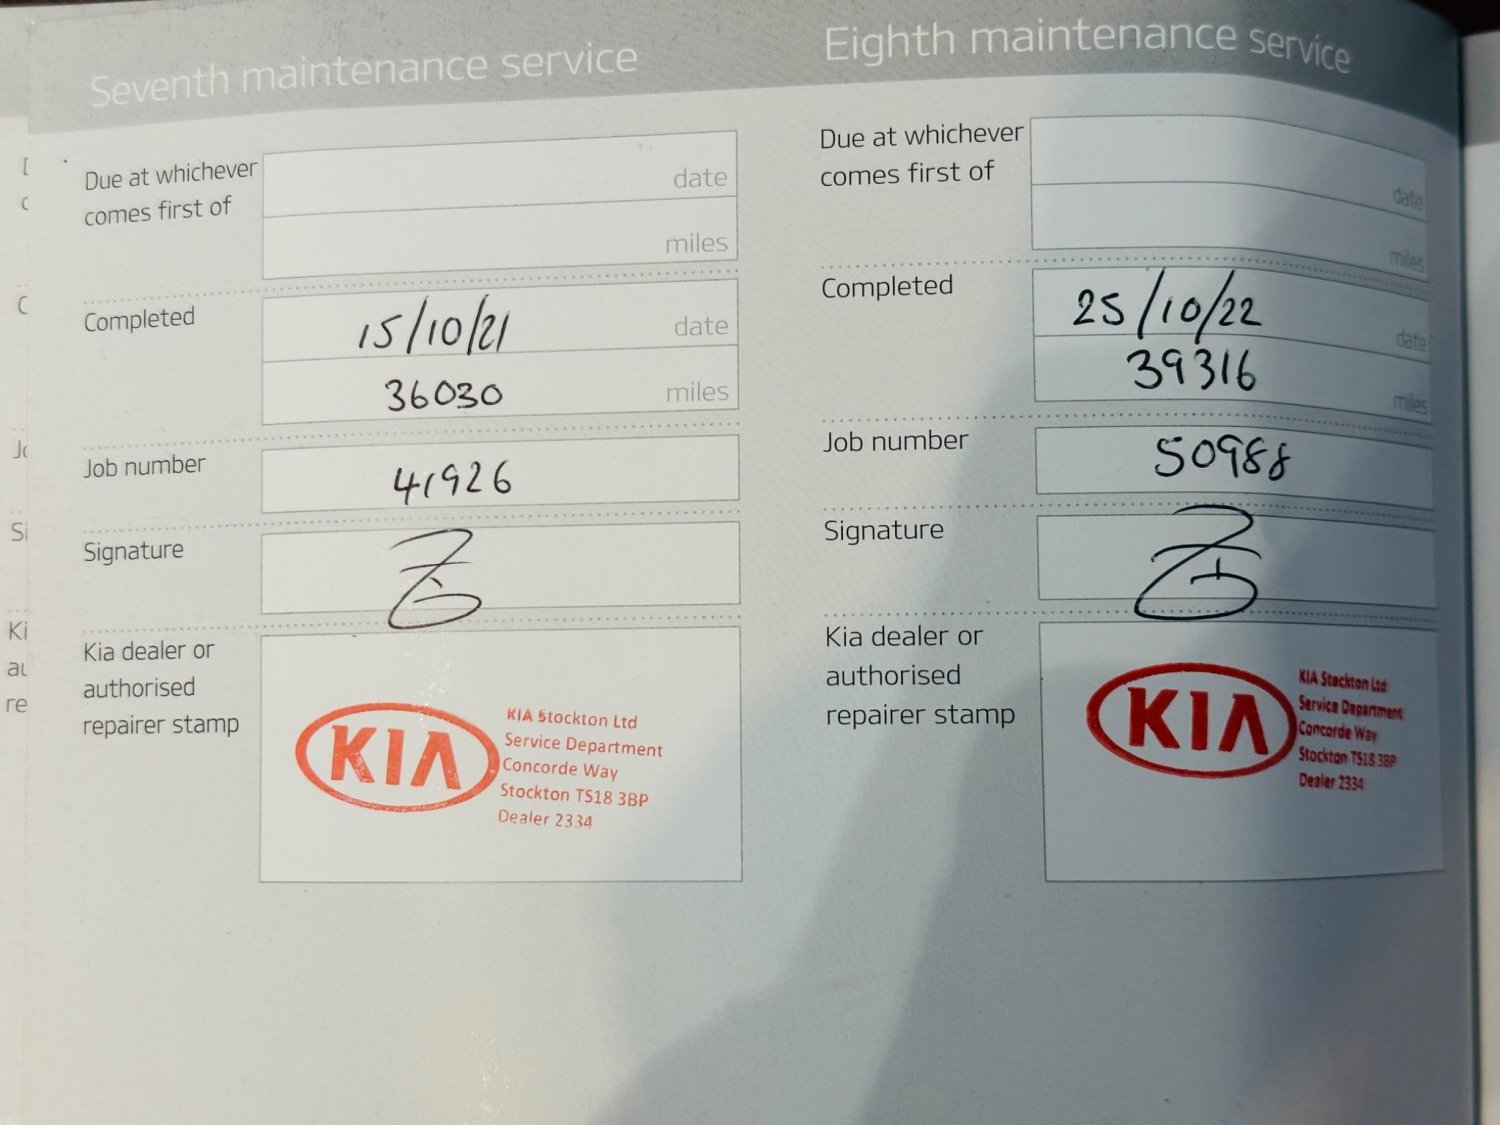 Seventh maintenance service
Due at whichever
comes first of
date
miles
Completed
15/10/21
date
36030
miles
Job number
41926
Signature
Kia dealer or
authorised
repairer stamp
KIA
KIA Stockton Ltd
Service Department
Concorde Way
Stockton TS18 3BP
Dealer 2334
Eighth maintenance service
Due at whichever
comes first of
date
miles
Completed
25/10/22
date
39316
miles
Job number
50988
Signature
Kia dealer or
authorised
repairer stamp
KIA
KIA Stockton Ltd
Service Department
Concorde Way
Stockton TS18 3BP
Dealer 2334